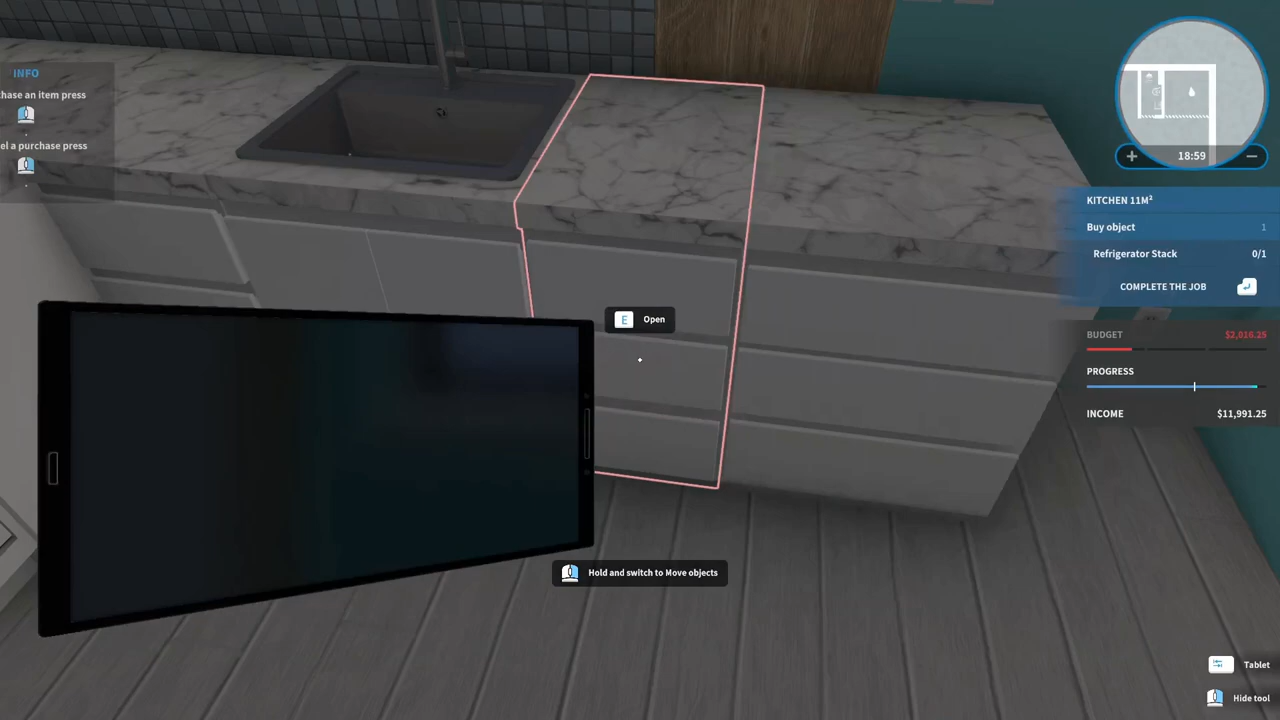 INFO
hase an item press
el a purchase press
18:59
KITCHEN 11M²
Buy object 1
Refrigerator Stack 0/1
COMPLETE THE JOB
BUDGET $2,016.25
PROGRESS
INCOME $11,991.25
E Open
Hold and switch to Move objects
Tablet
Hide tool